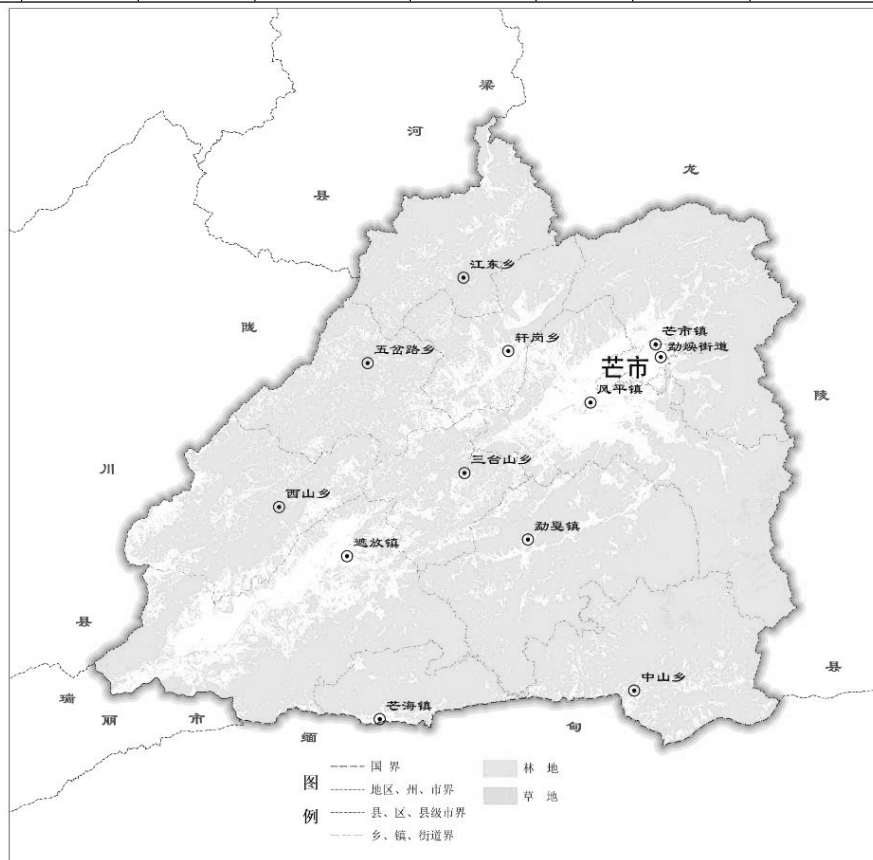 梁
河
县
龙
江东乡
陇
芒市镇
轩岗乡
勐焕街道
五岔路乡
芒市
风平镇
陵
川
三台山乡
西山乡
勐戛镇
遮放镇
县
县
中山乡
瑞
丽
市
芒海镇
缅
甸
图
例
国 界
地区、州、市界
县、区、县级市界
乡、镇、街道界
林 地
草 地